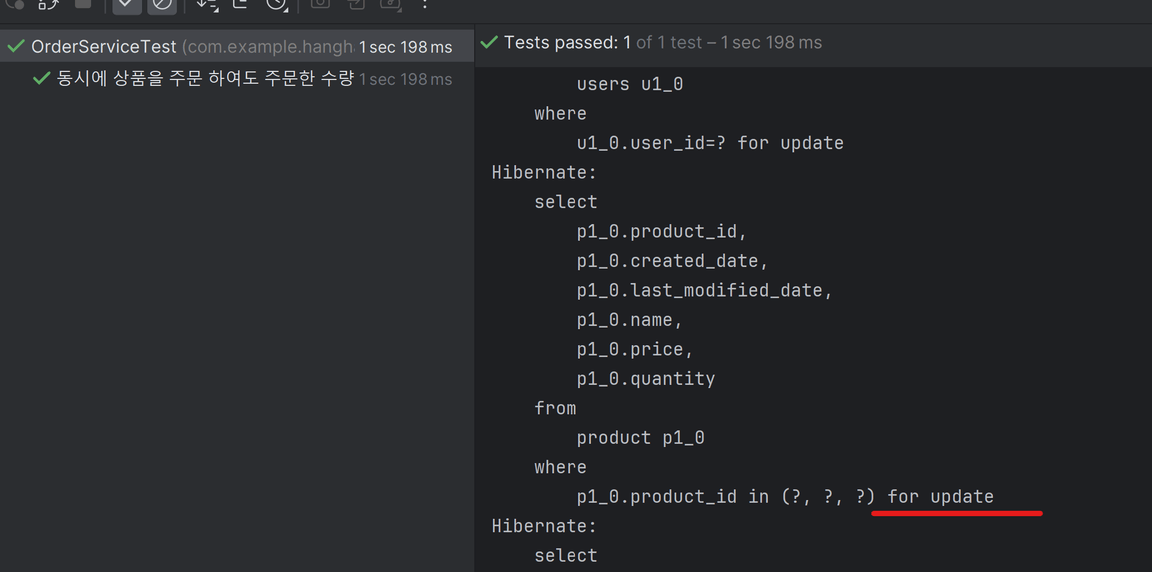 OrderServiceTest (com.example.hangh 1 sec 198 ms
동시에 상품을 주문 하여도 주문한 수량 1 sec 198 ms
Tests passed: 1 of 1 test – 1 sec 198 ms
users u1_0
where
u1_0.user_id=? for update
Hibernate:
select
p1_0.product_id,
p1_0.created_date,
p1_0.last_modified_date,
p1_0.name,
p1_0.price,
p1_0.quantity
from
product p1_0
where
p1_0.product_id in (?, ?, ?) for update
Hibernate:
select